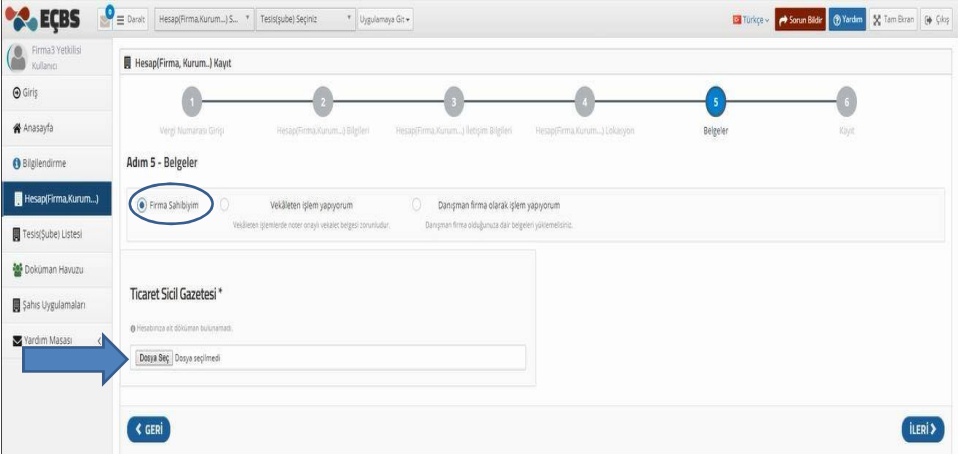 EÇBS
0
Daralt
Hesap(Firma,Kurum...) S...
Tesis(şube) Seçiniz
Uygulamaya Git
Türkçe
Sorun Bildir
Yardım
Tam Ekran
Çıkış
Firma3 Yetkilisi
Kullanıcı
Giriş
Anasayfa
Bilgilendirme
Hesap(Firma,Kurum...)
Tesis(Şube) Listesi
Doküman Havuzu
Şahıs Uygulamaları
Yardım Masası
Hesap(Firma, Kurum..) Kayıt
1
2
3
4
5
6
Vergi Numarası Girişi
Hesap(Firma,Kurum...) Bilgileri
Hesap(Firma,Kurum...) İletişim Bilgileri
Hesap(Firma,Kurum...) Lokasyon
Belgeler
Kayıt
Adım 5 - Belgeler
Firma Sahibiyim
Vekâleten işlem yapıyorum
Danışman firma olarak işlem yapıyorum
Vekâleten işlemlerde noter onaylı vekalet belgesi zorunludur.
Danışman firma olduğunuza dair belgeleri yüklemelisiniz.
Ticaret Sicil Gazetesi *
Hesabınıza ait döküman bulunamadı.
Dosya Seç Dosya seçilmedi
GERİ
İLERİ